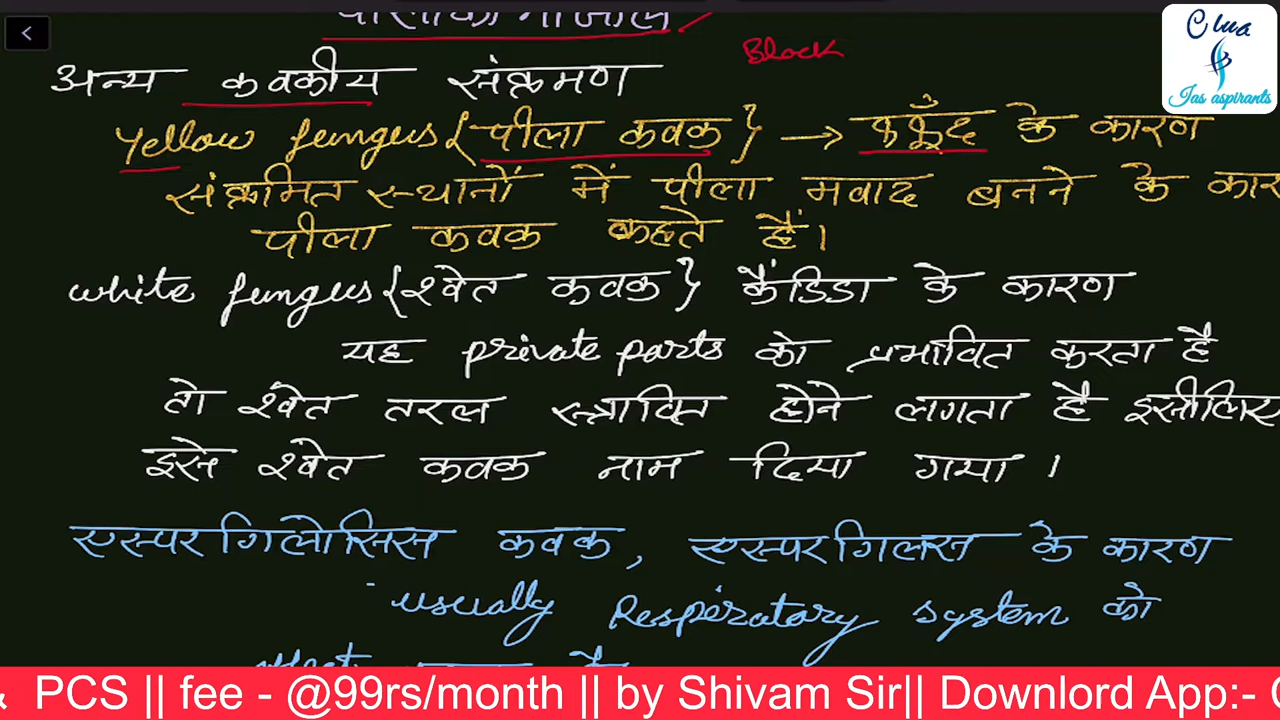 Clua
Ias aspirants
Block
अन्य कवकीय संक्रमण
Yellow fungus{पीला कवक} → फफूँद के कारण
संक्रमित स्थानों में पीला मवाद बनने के कार
पीला कवक कहते हैं।
white fungus{श्वेत कवक} कैंडिडा के कारण
यह private parts को प्रभावित करता है
तो श्वेत तरल स्त्रावित होने लगता है इसीलिए
इसे श्वेत कवक नाम दिया गया ।
एस्परगिलोसिस कवक, एस्परगिलस के कारण
usually Respiratory system को
& PCS || fee - @99rs/month || by Shivam Sir|| Downlord App:-